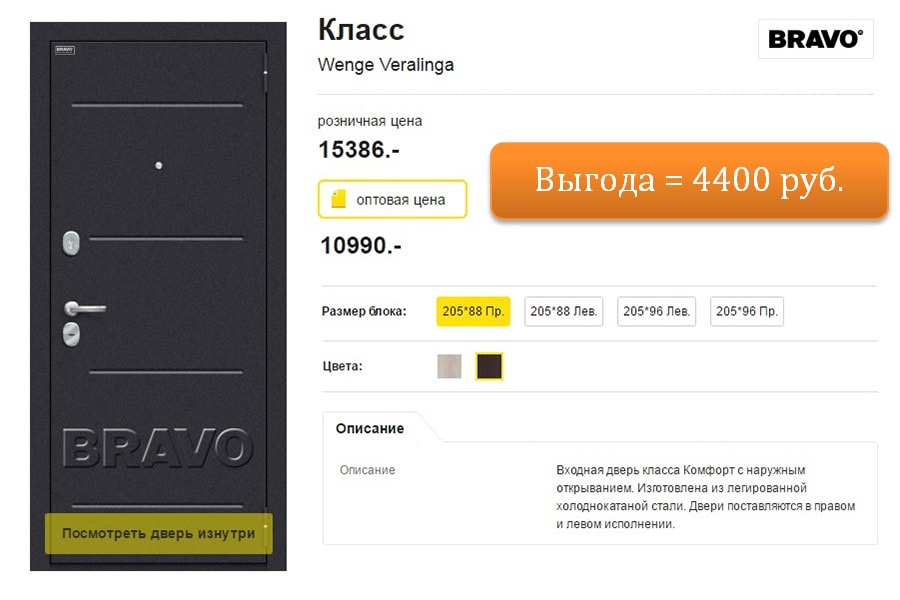 BRAVO
BRAVO
Посмотреть дверь изнутри
Класс
Wenge Veralinga
BRAVO®
розничная цена
15386.-
оптовая цена
10990.-
Выгода = 4400 руб.
Размер блока: 205*88 Пр. 205*88 Лев. 205*96 Лев. 205*96 Пр.
Цвета:
Описание
Описание
Входная дверь класса Комфорт с наружным
открыванием. Изготовлена из легированной
холоднокатаной стали. Двери поставляются в правом
и левом исполнении.